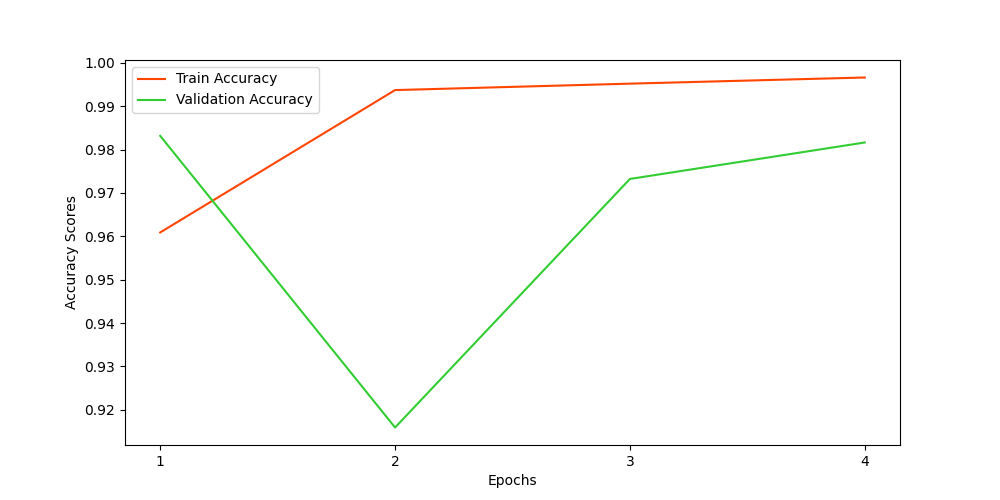 Train Accuracy
Validation Accuracy
1.00
0.99
0.98
0.97
0.96
0.95
0.94
0.93
0.92
Accuracy Scores
1 2 3 4
Epochs